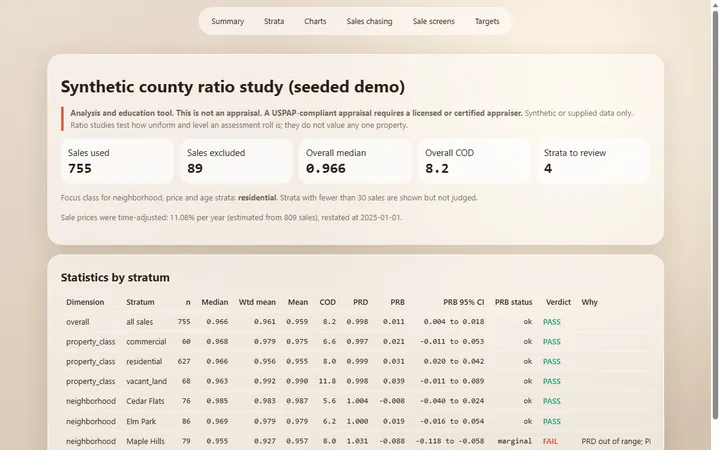 Summary Strata Charts Sales chasing Sale screens Targets
Synthetic county ratio study (seeded demo)
Analysis and education tool. This is not an appraisal. A USPAP-compliant appraisal requires a licensed or certified appraiser. Synthetic or supplied data only.
Ratio studies test how uniform and level an assessment roll is; they do not value any one property.
Sales used Sales excluded Overall median Overall COD Strata to review
755 89 0.966 8.2 4
Focus class for neighborhood, price and age strata: residential. Strata with fewer than 30 sales are shown but not judged.
Sale prices were time-adjusted: 11.08% per year (estimated from 809 sales), restated at 2025-01-01.
Statistics by stratum
Dimension Stratum n Median Wtd mean Mean COD PRD PRB PRB 95% CI PRB status Verdict Why
overall all sales 755 0.966 0.961 0.959 8.2 0.998 0.011 0.004 to 0.018 ok PASS
property_class commercial 60 0.968 0.979 0.975 6.6 0.997 0.021 -0.011 to 0.053 ok PASS
property_class residential 627 0.966 0.956 0.955 8.0 0.999 0.031 0.020 to 0.042 ok PASS
property_class vacant_land 68 0.963 0.992 0.990 11.8 0.998 0.039 -0.011 to 0.089 ok PASS
neighborhood Cedar Flats 76 0.985 0.983 0.987 5.6 1.004 -0.008 -0.040 to 0.024 ok PASS
neighborhood Elm Park 86 0.969 0.979 0.979 6.2 1.000 0.019 -0.016 to 0.054 ok PASS
neighborhood Maple Hills 79 0.955 0.927 0.957 8.0 1.031 -0.088 -0.118 to -0.058 marginal FAIL PRD out of range;